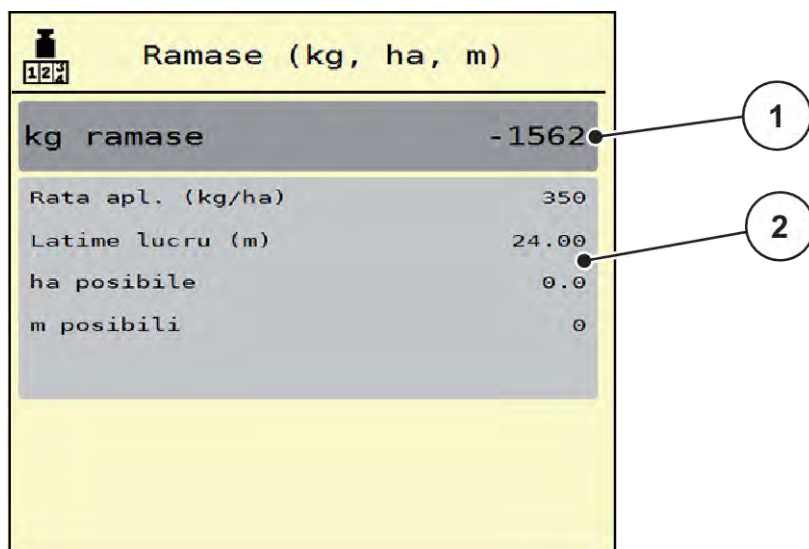 Ramase (kg, ha, m)
kg ramase -1562
1
Rata apl. (kg/ha) 350
Latime lucru (m) 24.00
2
ha posibile 0.0
m posibili 0